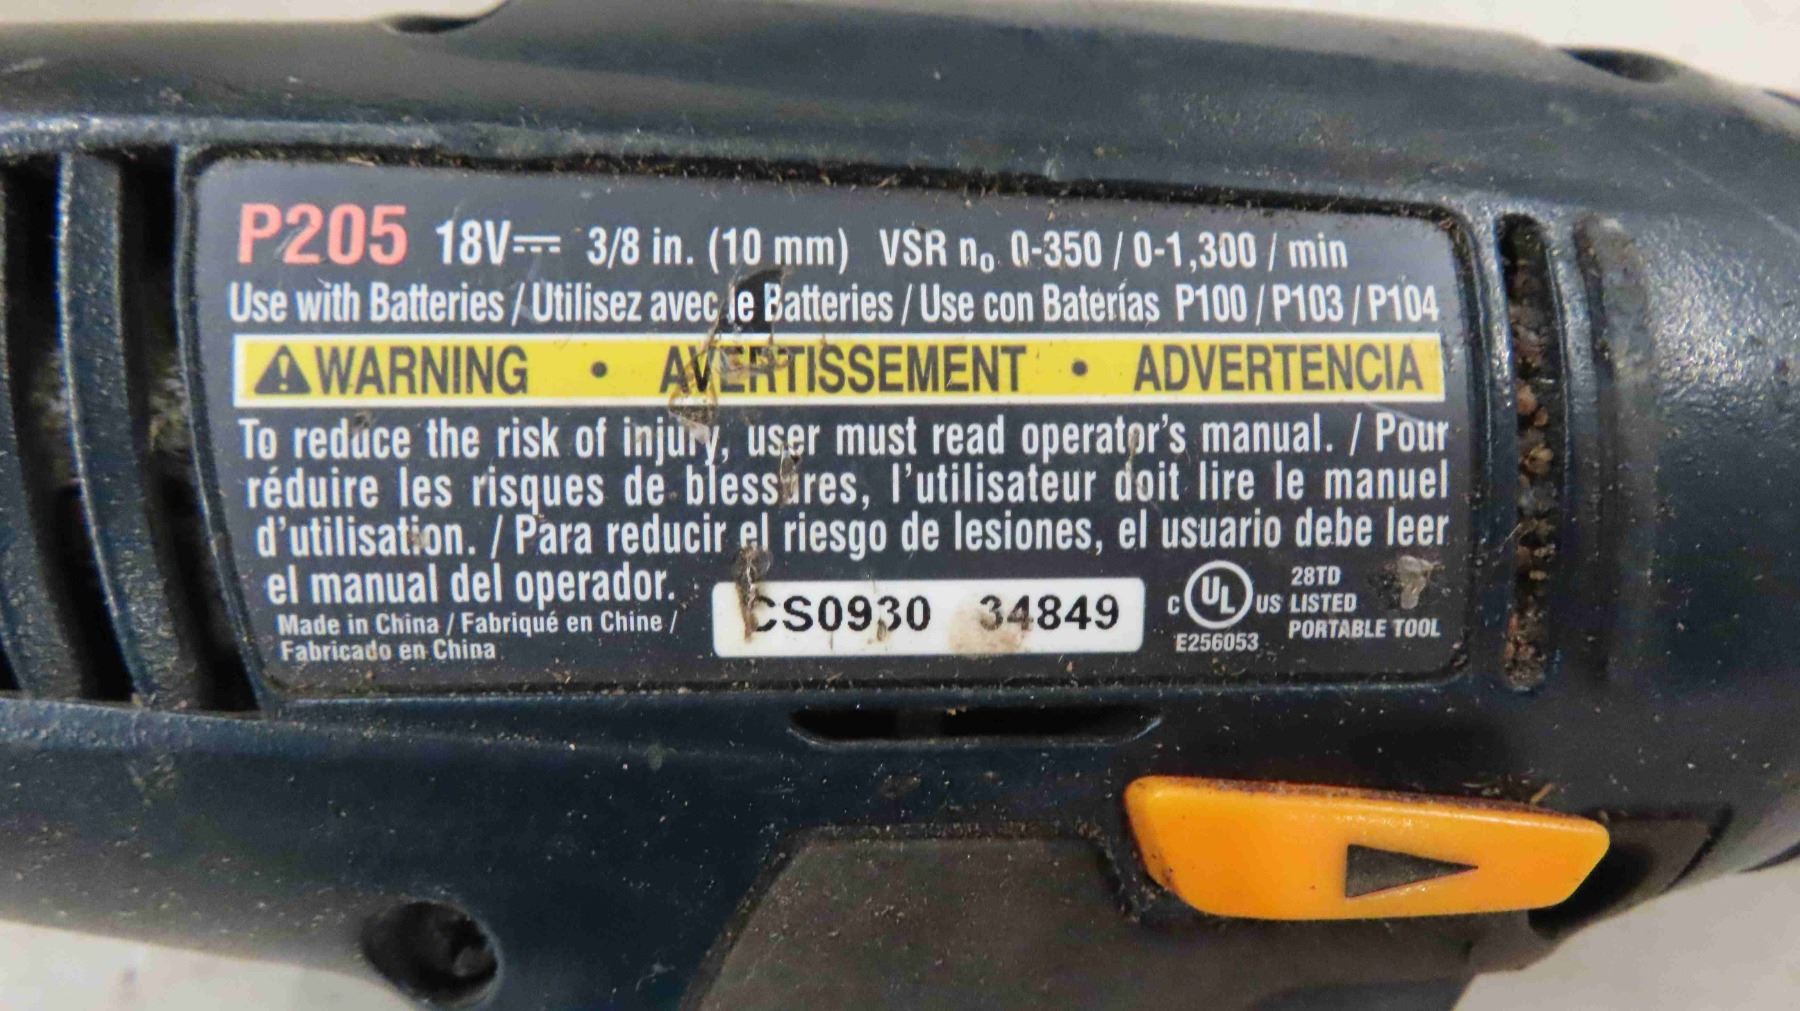 P205 18V⎓ 3/8 in. (10 mm) VSR n₀ 0-350 / 0-1,300 / min
Use with Batteries / Utilisez avec le Batteries / Use con Baterías P100 / P103 / P104
⚠WARNING • AVERTISSEMENT • ADVERTENCIA
To reduce the risk of injury, user must read operator's manual. / Pour
réduire les risques de blessures, l'utilisateur doit lire le manuel
d'utilisation. / Para reducir el riesgo de lesiones, el usuario debe leer
el manual del operador.
Made in China / Fabriqué en Chine /
Fabricado en China
CS0930 34849
C UL US
E256053
28TD
LISTED
PORTABLE TOOL